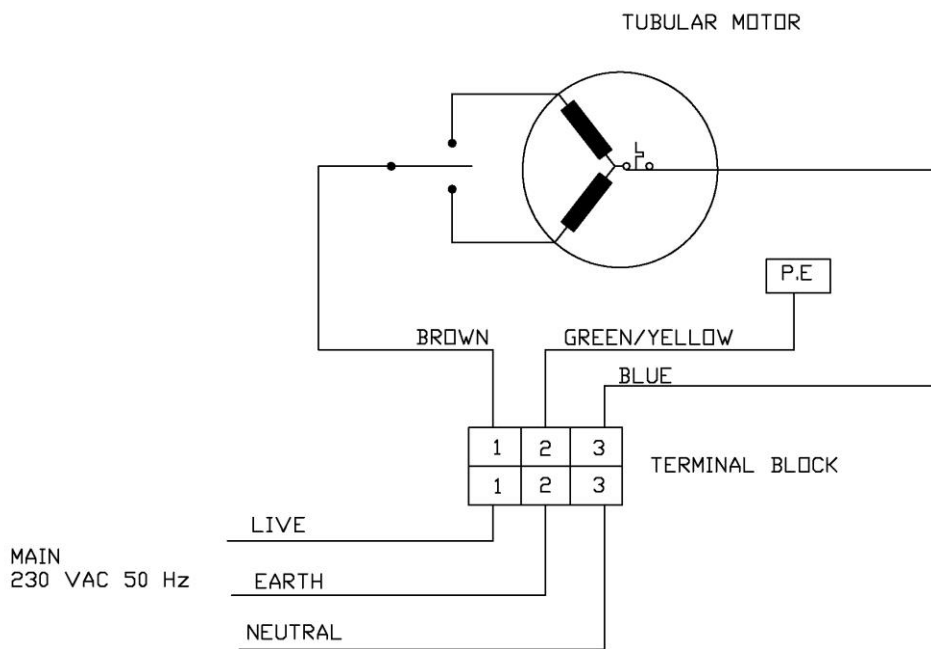 TUBULAR MOTOR
P.E
BROWN
GREEN/YELLOW
BLUE
1 2 3
TERMINAL BLOCK
1 2 3
LIVE
MAIN
230 VAC 50 Hz
EARTH
NEUTRAL